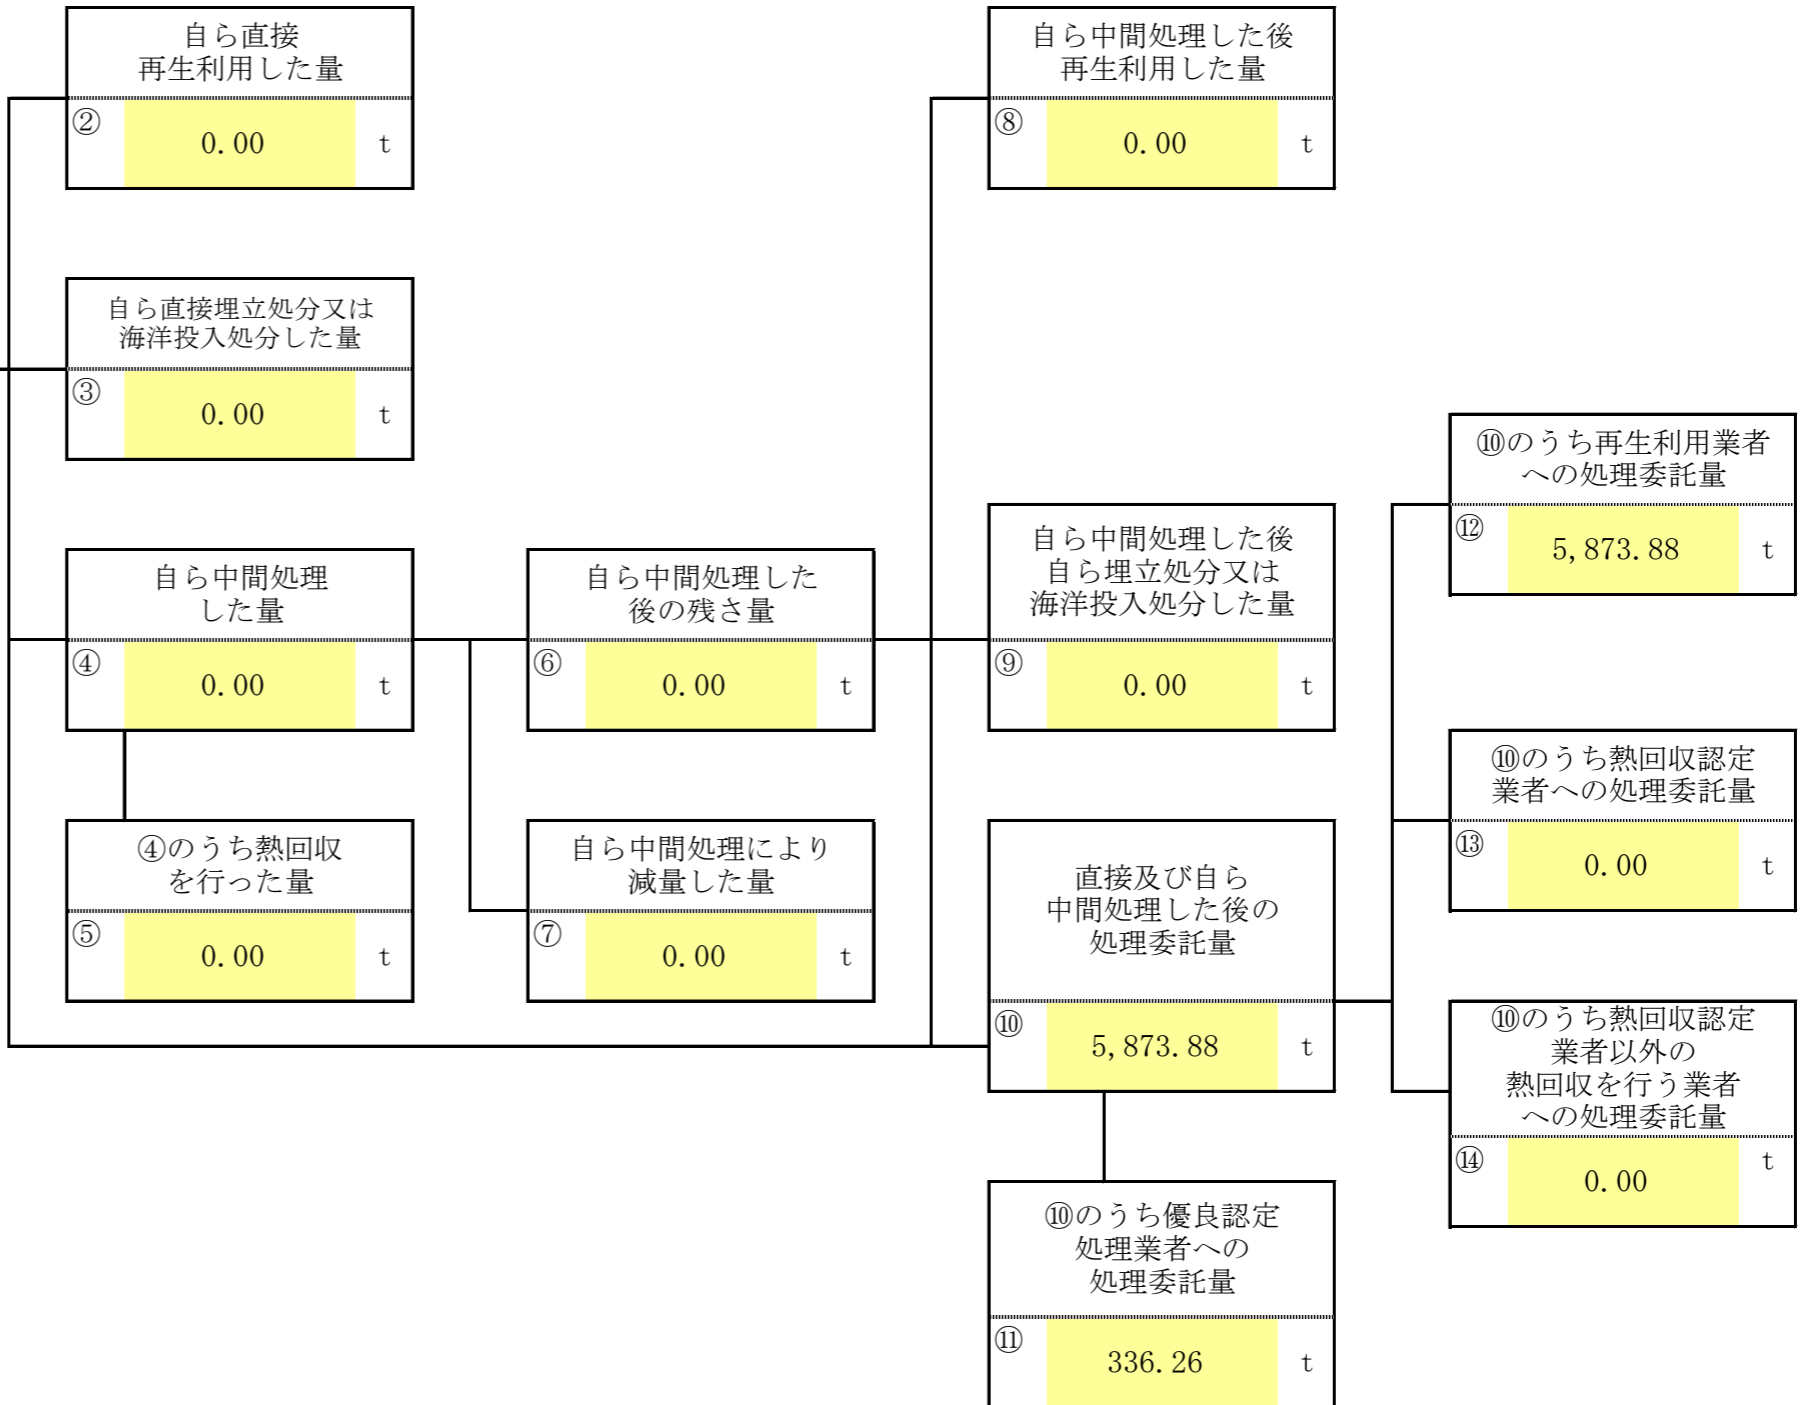 自ら直接
再生利用した量
② 0.00 t
自ら中間処理した後
再生利用した量
⑧ 0.00 t
自ら直接埋立処分又は
海洋投入処分した量
③ 0.00 t
⑩のうち再生利用業者
への処理委託量
⑫ 5,873.88 t
自ら中間処理
した量
④ 0.00 t
自ら中間処理した
後の残さ量
⑥ 0.00 t
自ら中間処理した後
自ら埋立処分又は
海洋投入処分した量
⑨ 0.00 t
⑩のうち熱回収認定
業者への処理委託量
⑬ 0.00 t
④のうち熱回収
を行った量
⑤ 0.00 t
自ら中間処理により
減量した量
⑦ 0.00 t
直接及び自ら
中間処理した後の
処理委託量
⑩ 5,873.88 t
⑩のうち熱回収認定
業者以外の
熱回収を行う業者
への処理委託量
⑭ 0.00 t
⑩のうち優良認定
処理業者への
処理委託量
⑪ 336.26 t